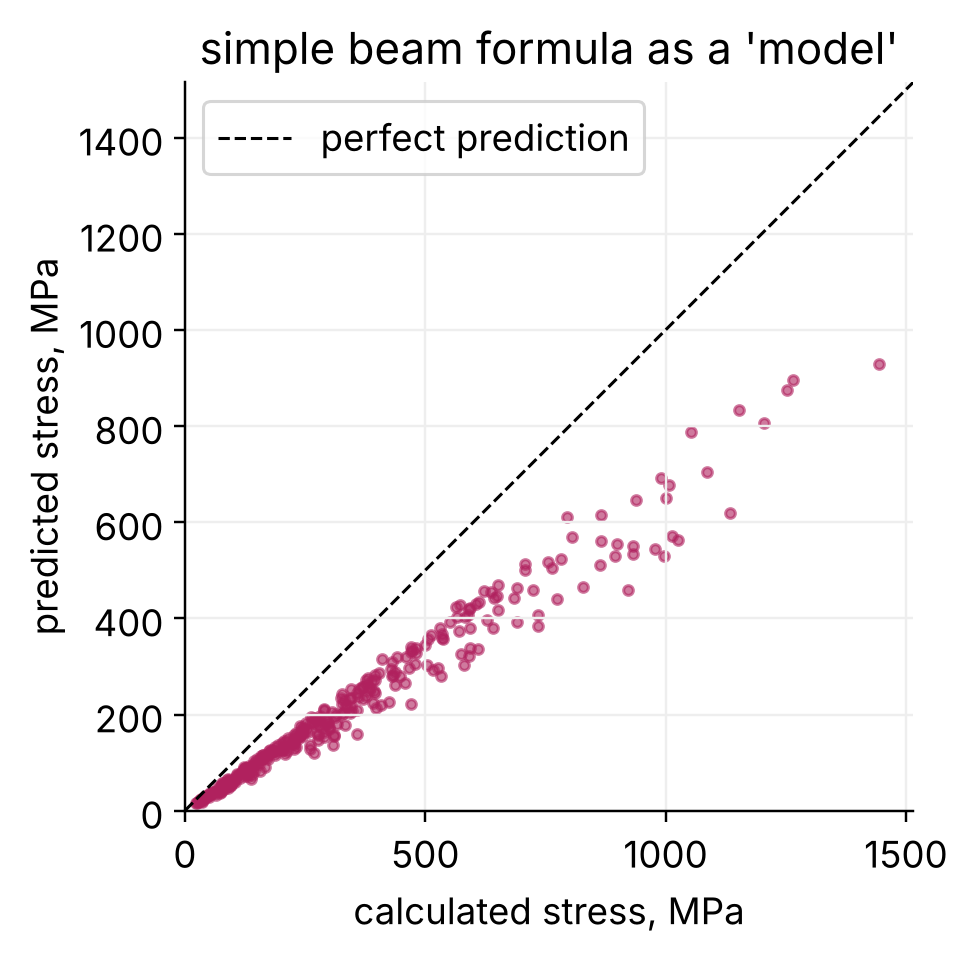 simple beam formula as a 'model'
perfect prediction
1400
1200
1000
800
600
400
200
0
predicted stress, MPa
0 500 1000 1500
calculated stress, MPa